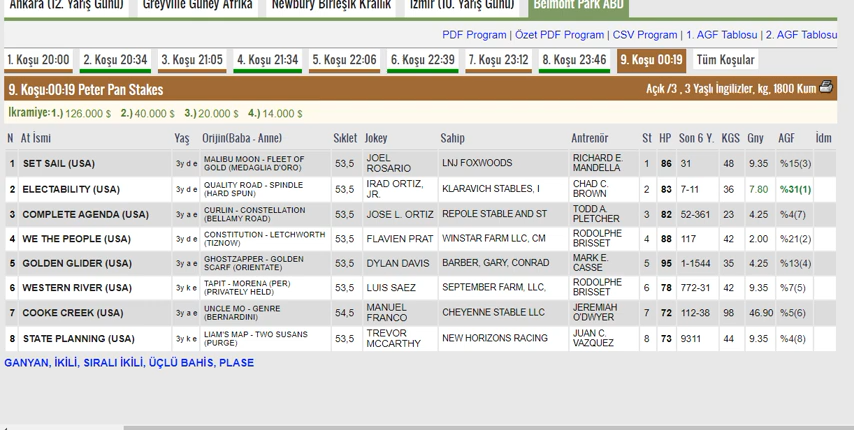 Ankara (12. Yarış Günü) Greyville Güney Afrika Newbury Birleşik Krallık İzmir (10. Yarış Günü) Belmont Park ABD
PDF Program | Özet PDF Program | CSV Program | 1. AGF Tablosu | 2. AGF Tablosu
1. Koşu 20:00 2. Koşu 20:34 3. Koşu 21:05 4. Koşu 21:34 5. Koşu 22:06 6. Koşu 22:39 7. Koşu 23:12 8. Koşu 23:46 9. Koşu 00:19 Tüm Koşular
9. Koşu:00:19 Peter Pan Stakes Açık /3 , 3 Yaşlı İngilizler, kg, 1800 Kum
İkramiye:1.) 126.000 $ 2.) 40.000 $ 3.) 20.000 $ 4.) 14.000 $
N At İsmi Yaş Orijin(Baba - Anne) Sıklet Jokey Sahip Antrenör St HP Son 6 Y. KGS Gny AGF İdm
1 SET SAIL (USA) 3y d e MALIBU MOON - FLEET OF GOLD (MEDAGLIA D'ORO) 53,5 JOEL ROSARIO LNJ FOXWOODS RICHARD E. MANDELLA 1 86 31 48 9.35 %15(3)
2 ELECTABILITY (USA) 3y d e QUALITY ROAD - SPINDLE (HARD SPUN) 53,5 IRAD ORTIZ, JR. KLARAVICH STABLES, I CHAD C. BROWN 2 83 7-11 36 7.80 %31(1)
3 COMPLETE AGENDA (USA) 3y a e CURLIN - CONSTELLATION (BELLAMY ROAD) 53,5 JOSE L. ORTIZ REPOLE STABLE AND ST TODD A. PLETCHER 3 82 52-361 23 4.25 %4(7)
4 WE THE PEOPLE (USA) 3y d e CONSTITUTION - LETCHWORTH (TIZNOW) 53,5 FLAVIEN PRAT WINSTAR FARM LLC, CM RODOLPHE BRISSET 4 88 117 42 2.00 %21(2)
5 GOLDEN GLIDER (USA) 3y a e GHOSTZAPPER - GOLDEN SCARF (ORIENTATE) 53,5 DYLAN DAVIS BARBER, GARY, CONRAD MARK E. CASSE 5 95 1-1544 35 4.25 %13(4)
6 WESTERN RIVER (USA) 3y k e TAPIT - MORENA (PER) (PRIVATELY HELD) 53,5 LUIS SAEZ SEPTEMBER FARM, LLC, RODOLPHE BRISSET 6 78 772-31 42 9.35 %7(5)
7 COOKE CREEK (USA) 3y a e UNCLE MO - GENRE (BERNARDINI) 54,5 MANUEL FRANCO CHEYENNE STABLE LLC JEREMIAH O'DWYER 7 72 112-38 98 46.90 %5(6)
8 STATE PLANNING (USA) 3y k e LIAM'S MAP - TWO SUSANS (PURGE) 53,5 TREVOR MCCARTHY NEW HORIZONS RACING JUAN C. VAZQUEZ 8 73 9311 44 9.35 %4(8)
GANYAN, İKİLİ, SIRALI İKİLİ, ÜÇLÜ BAHİS, PLASE